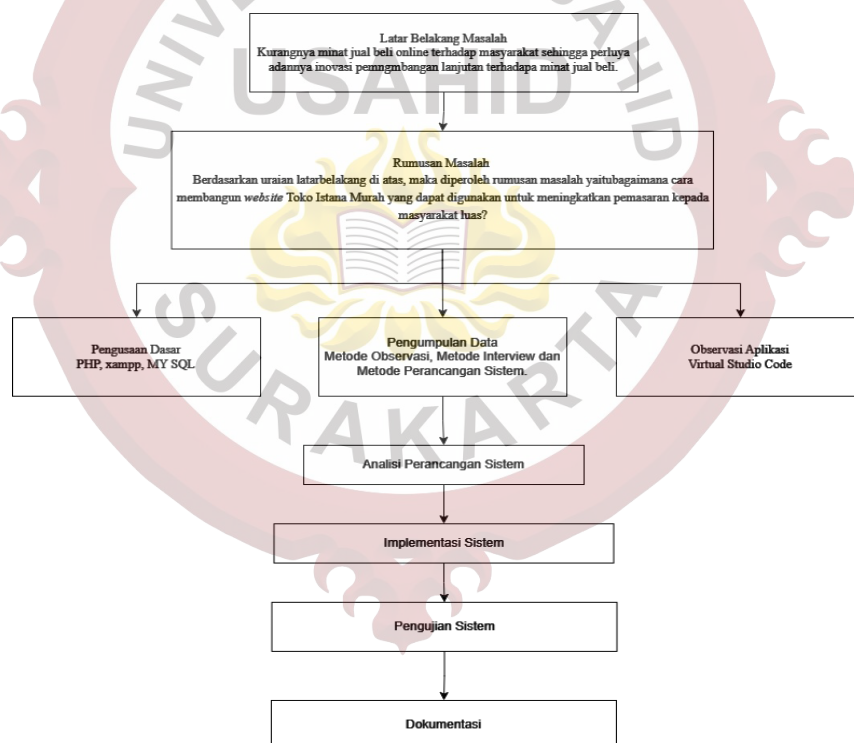 UNIVERSITAS SAHID
USAHID
SURAKARTA
Latar Belakang Masalah
Kurangnya minat jual beli online terhadap masyarakat sehingga perluya
adannya inovasi pemngmbangan lanjutan terhadapa minat jual beli.
Rumusan Masalah
Berdasarkan uraian latarbelakang di atas, maka diperoleh rumusan masalah yaitubagaimana cara
membangun website Toko Istana Murah yang dapat digunakan untuk meningkatkan pemasaran kepada
masyarakat luas?
Pengusaan Dasar
PHP, xampp, MY SQL
Pengumpulan Data
Metode Observasi, Metode Interview dan
Metode Perancangan Sistem.
Observasi Aplikasi
Virtual Studio Code
Analisi Perancangan Sistem
Implementasi Sistem
Pengujian Sistem
Dokumentasi